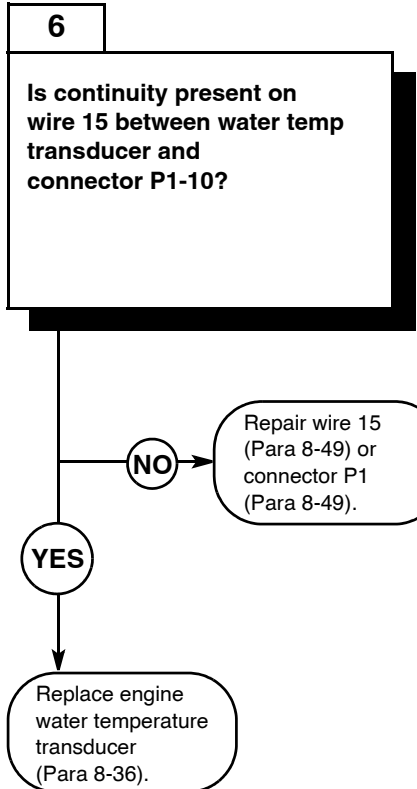 6
Is continuity present on
wire 15 between water temp
transducer and
connector P1-10?
NO
Repair wire 15
(Para 8-49) or
connector P1
(Para 8-49).
YES
Replace engine
water temperature
transducer
(Para 8-36).